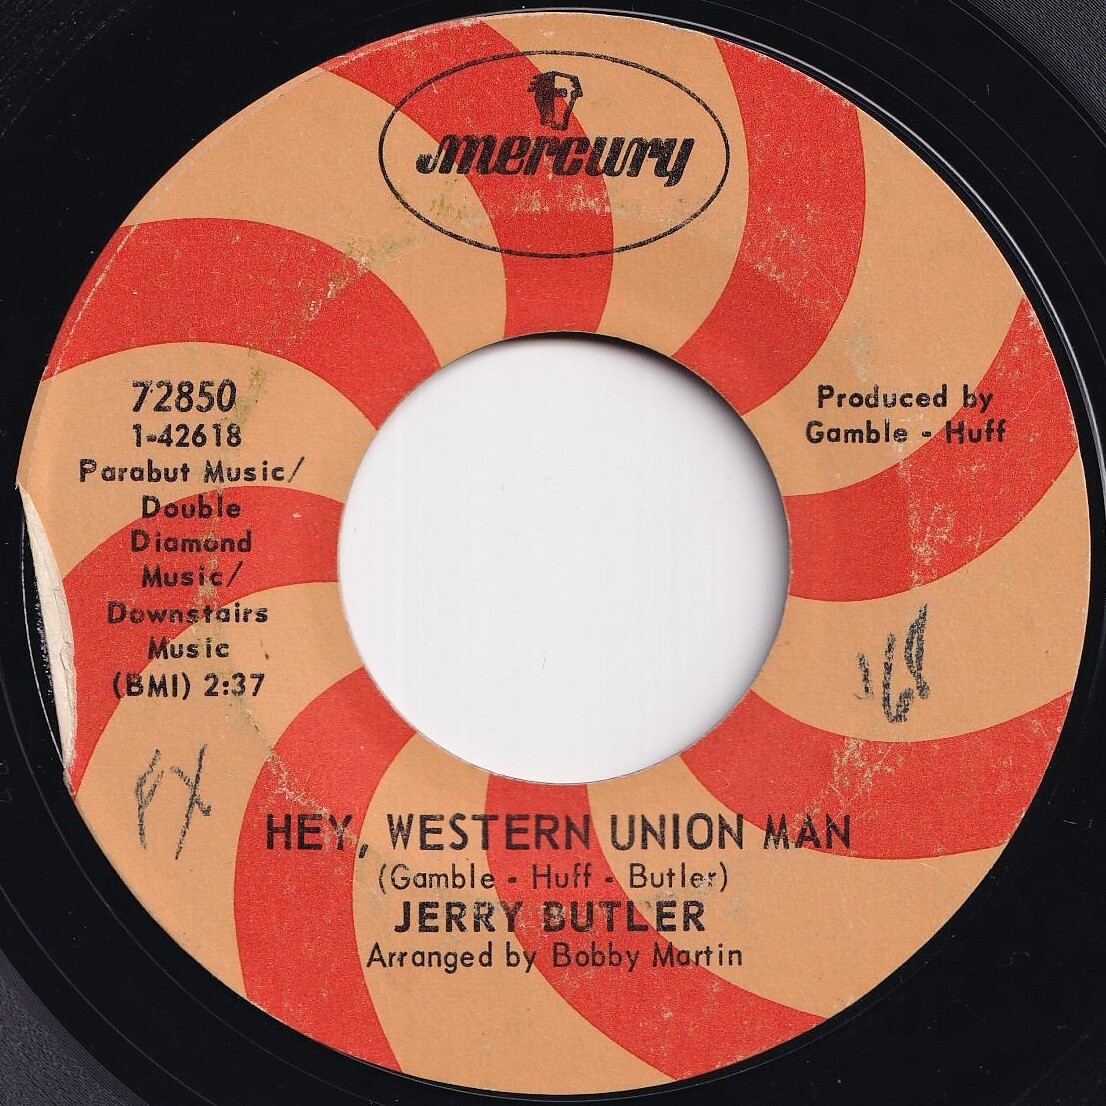 mercury
72850
1-42618
Parabut Music/
Double
Diamond
Music/
Downstairs
Music
(BMI) 2:37
Produced by
Gamble - Huff
HEY, WESTERN UNION MAN
(Gamble - Huff - Butler)
JERRY BUTLER
Arranged by Bobby Martin